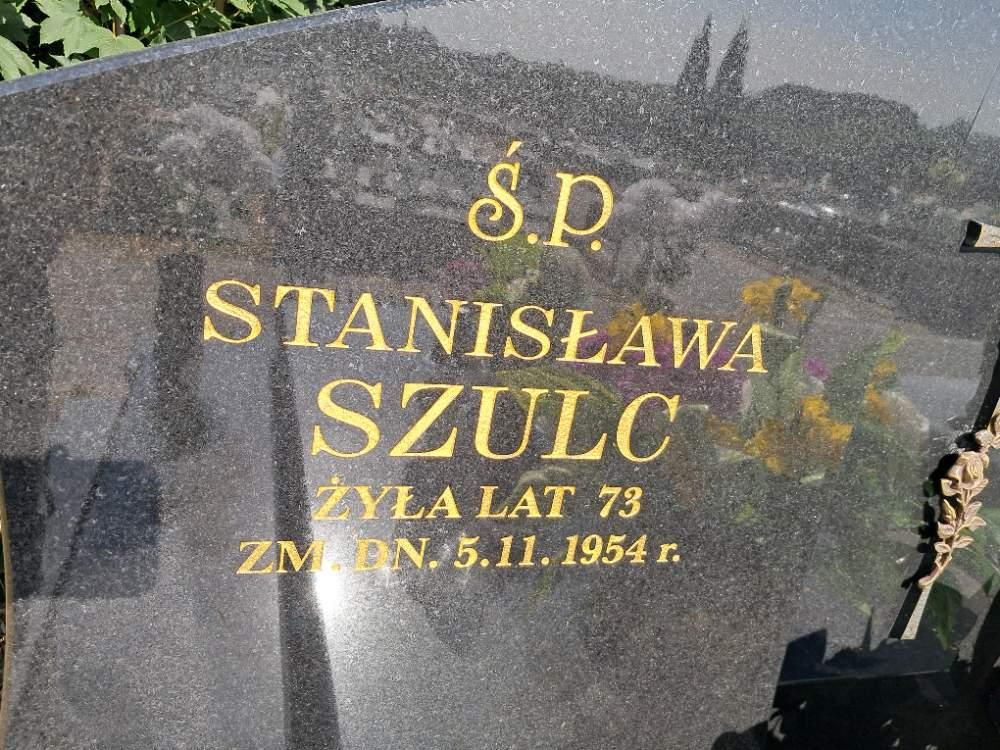 Ś.P.
STANISŁAWA
SZULC
ŻYŁA LAT 73
ZM. DN. 5.11.1954 r.